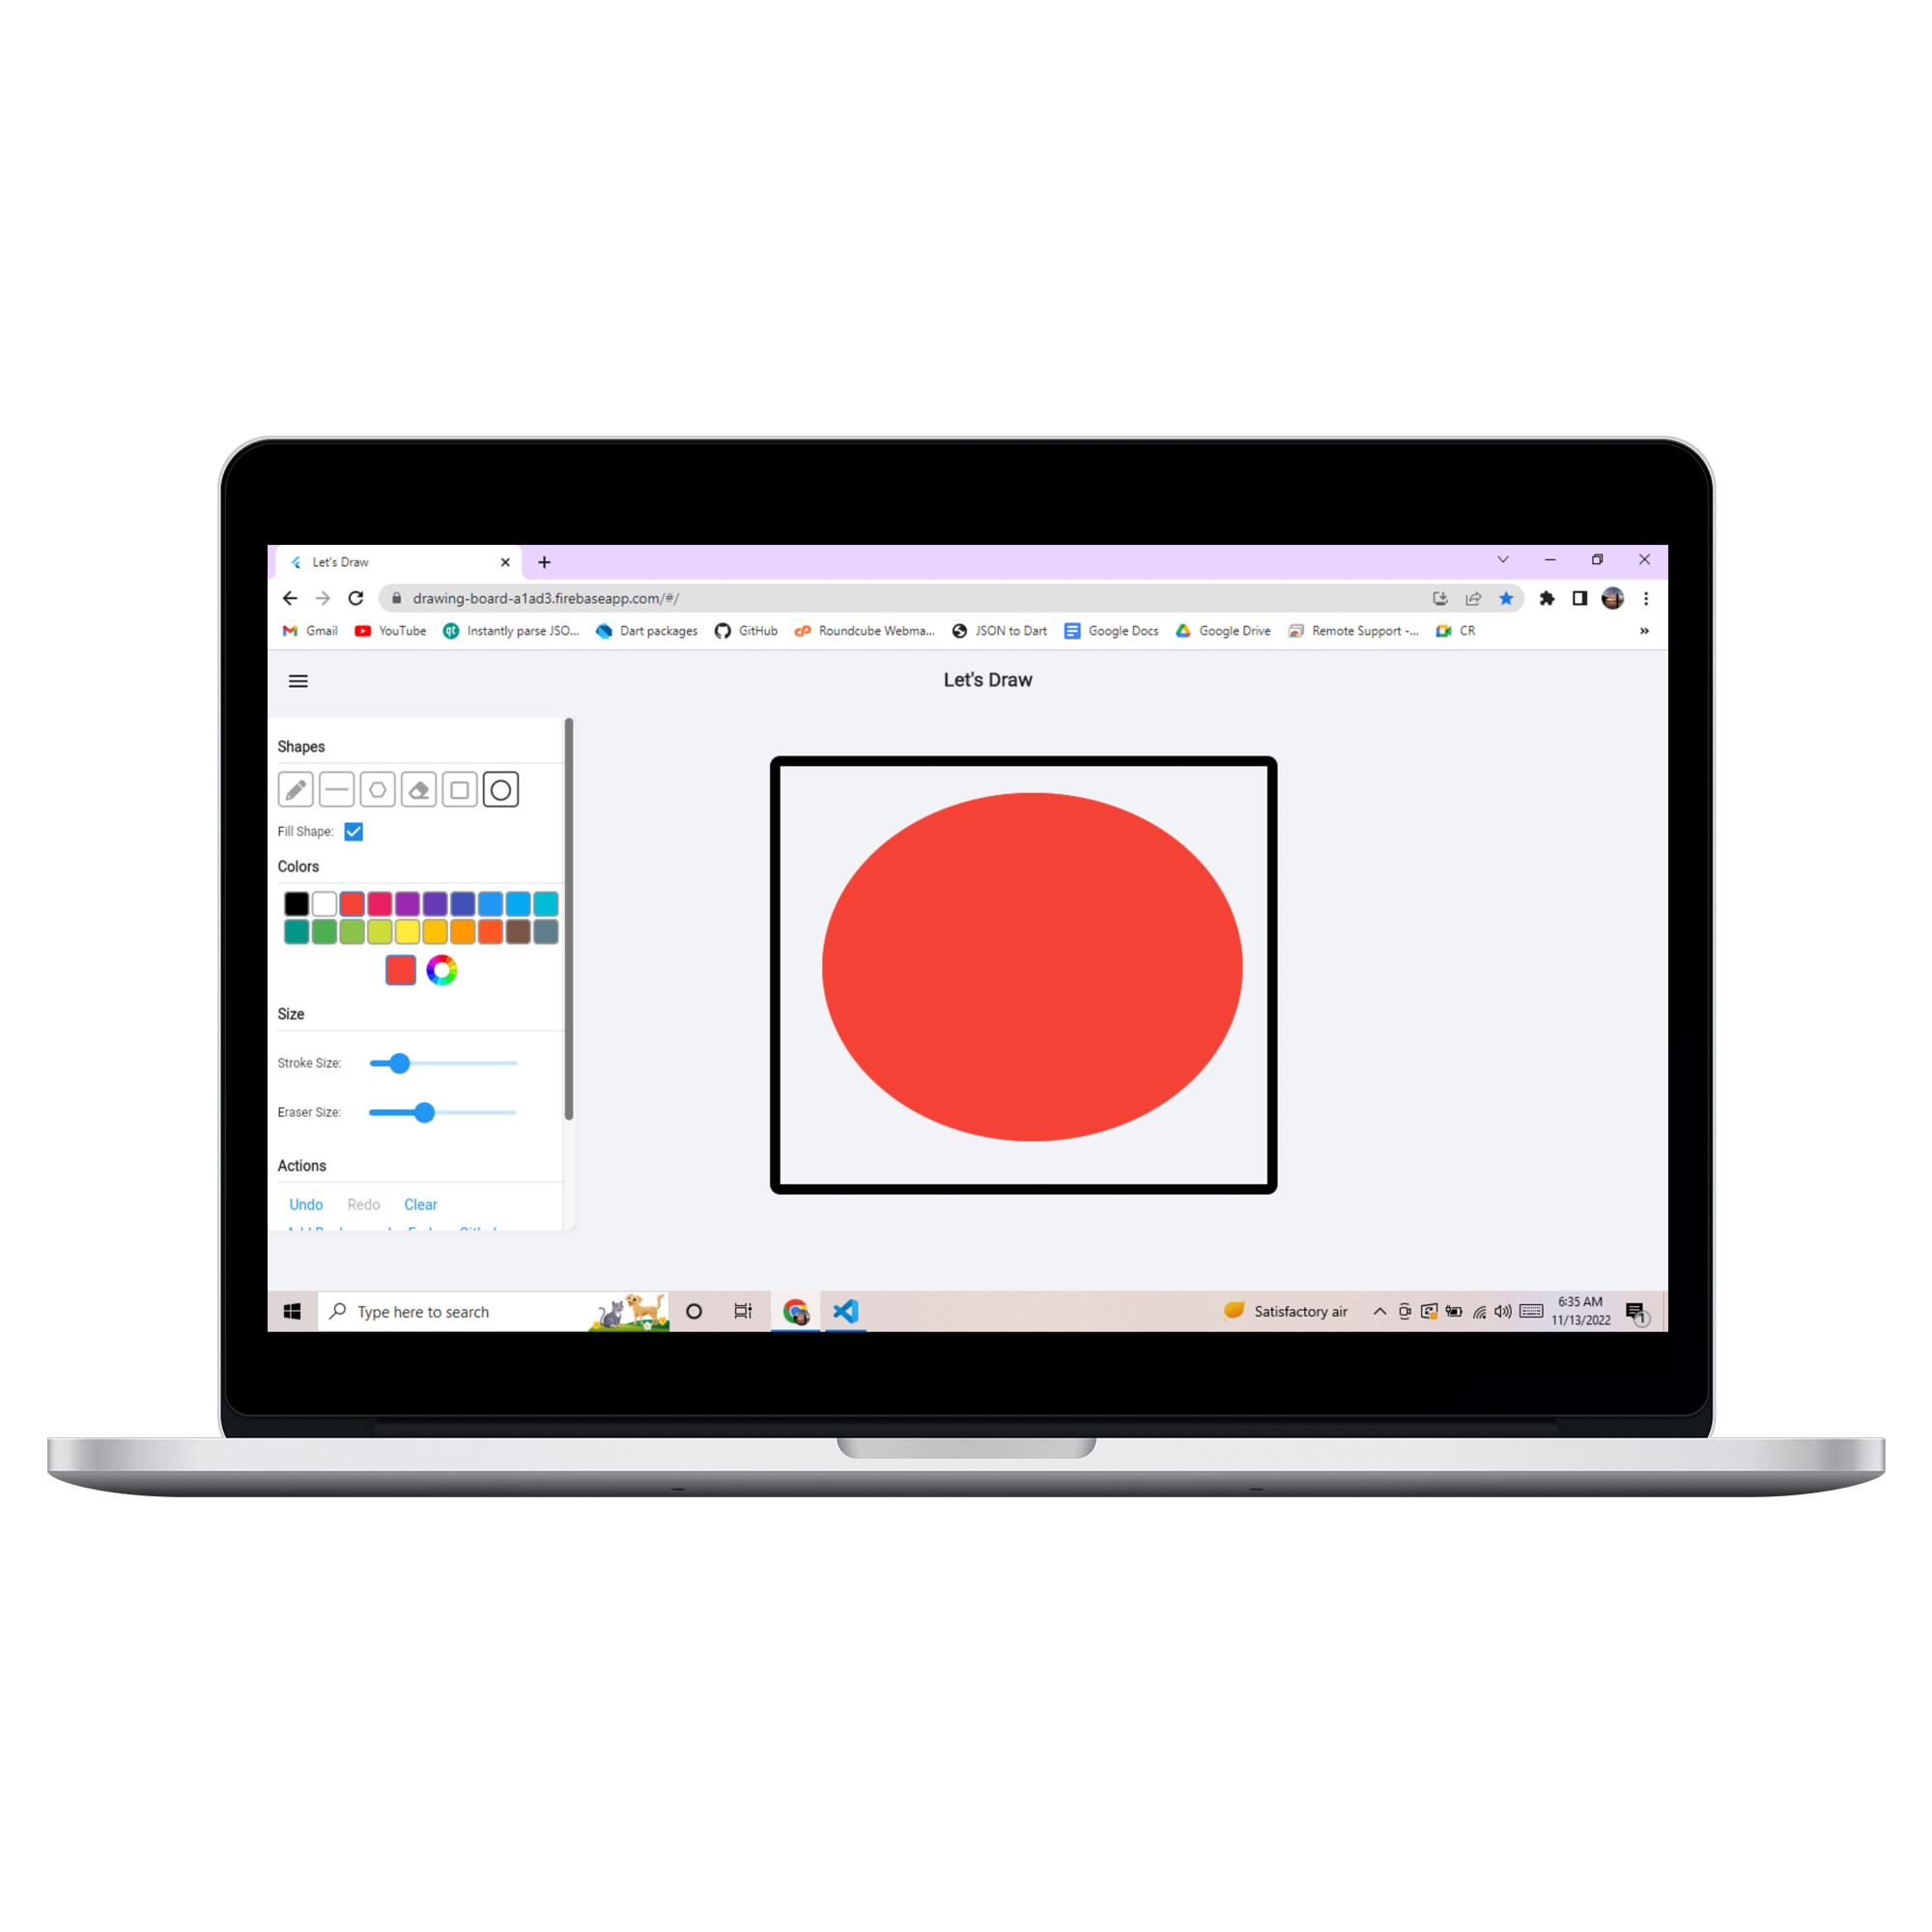 Let's Draw
drawing-board-a1ad3.firebaseapp.com/#/
Gmail YouTube Instantly parse JSO... Dart packages GitHub cP Roundcube Webma... JSON to Dart Google Docs Google Drive Remote Support -... CR »
Let's Draw
Shapes
Fill Shape:
Colors
Size
Stroke Size:
Eraser Size:
Actions
Undo Redo Clear
Type here to search
Satisfactory air
6:35 AM
11/13/2022
1